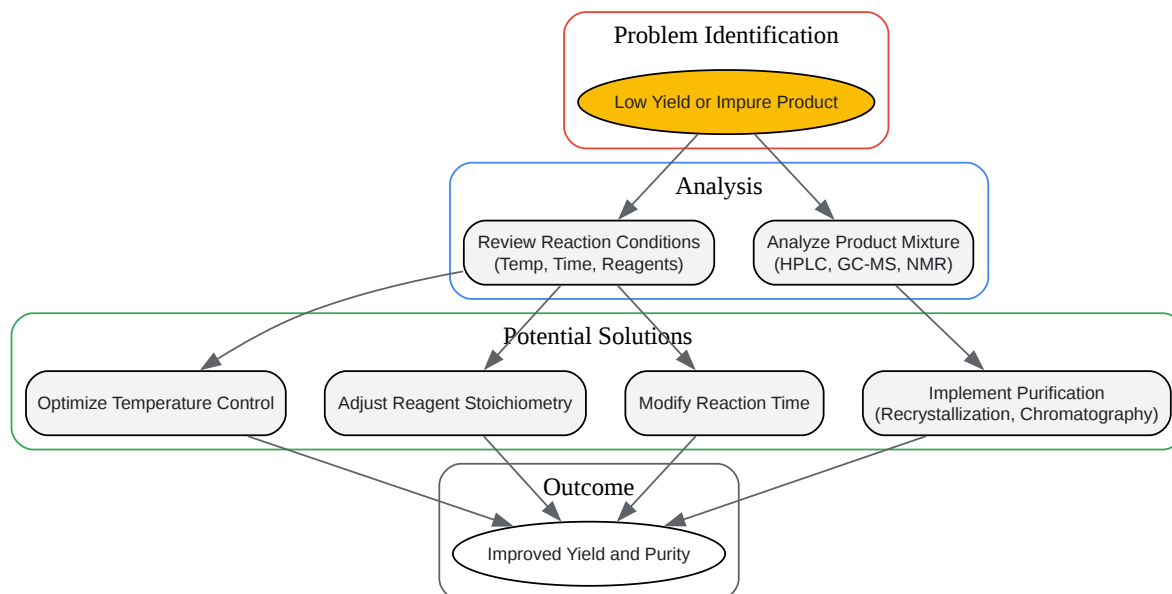 Problem Identification
Low Yield or Impure Product
Analysis
Review Reaction Conditions
(Temp, Time, Reagents)
Analyze Product Mixture
(HPLC, GC-MS, NMR)
Potential Solutions
Optimize Temperature Control
Adjust Reagent Stoichiometry
Modify Reaction Time
Implement Purification
(Recrystallization, Chromatography)
Outcome
Improved Yield and Purity